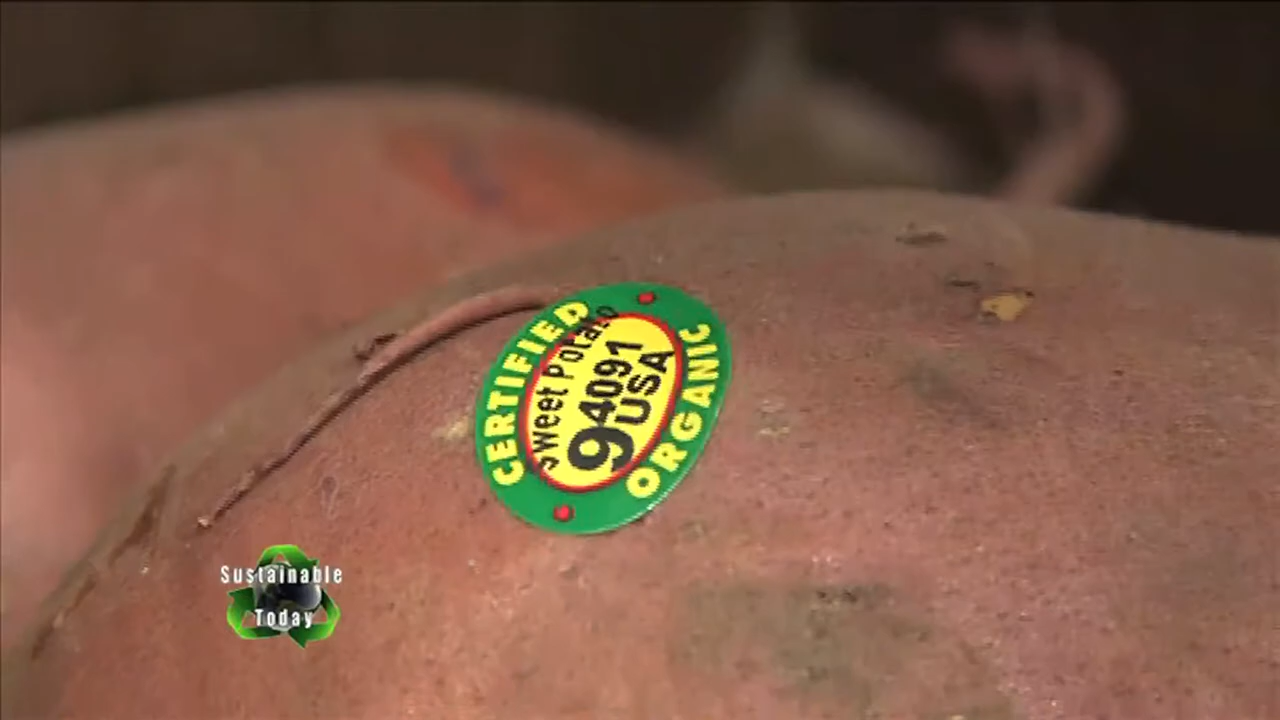 CERTIFIED
Sweet Potato
94091
USA
ORGANIC
Sustainable
Today